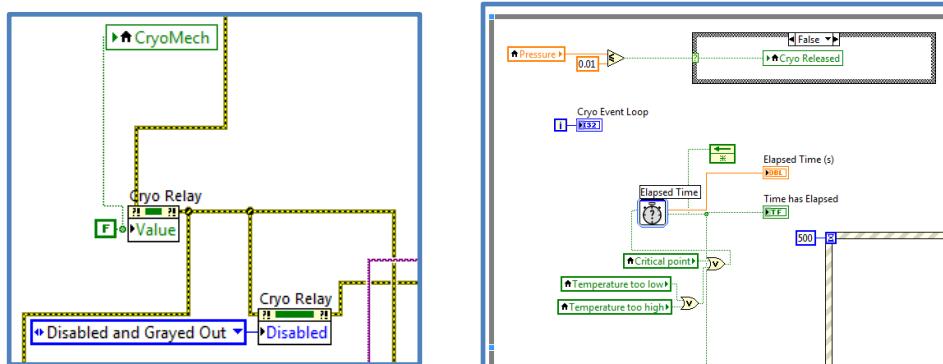 CryoMech
Cryo Relay
F
Value
Cryo Relay
Disabled and Grayed Out
Disabled
False
Pressure
0.01
Cryo Released
Cryo Event Loop
i
I32
Elapsed Time (s)
DBL
Elapsed Time
Time has Elapsed
TF
500
Critical point
V
Temperature too low
Temperature too high
V